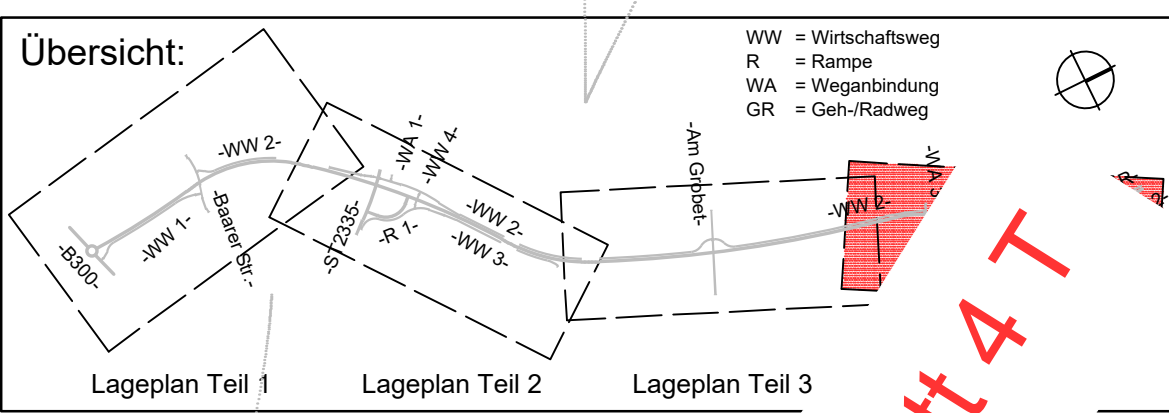 Übersicht:
WW = Wirtschaftsweg
R = Rampe
WA = Weganbindung
GR = Geh-/Radweg
-WW 2-
-WA 1-
-WW 4-
-Am Grobet-
-WW 2-
-Baarer Str.-
-ST2335-
-R 1-
-WW 2-
-WW 3-
-WW 1-
-B300-
4 T
Lageplan Teil 1
Lageplan Teil 2
Lageplan Teil 3